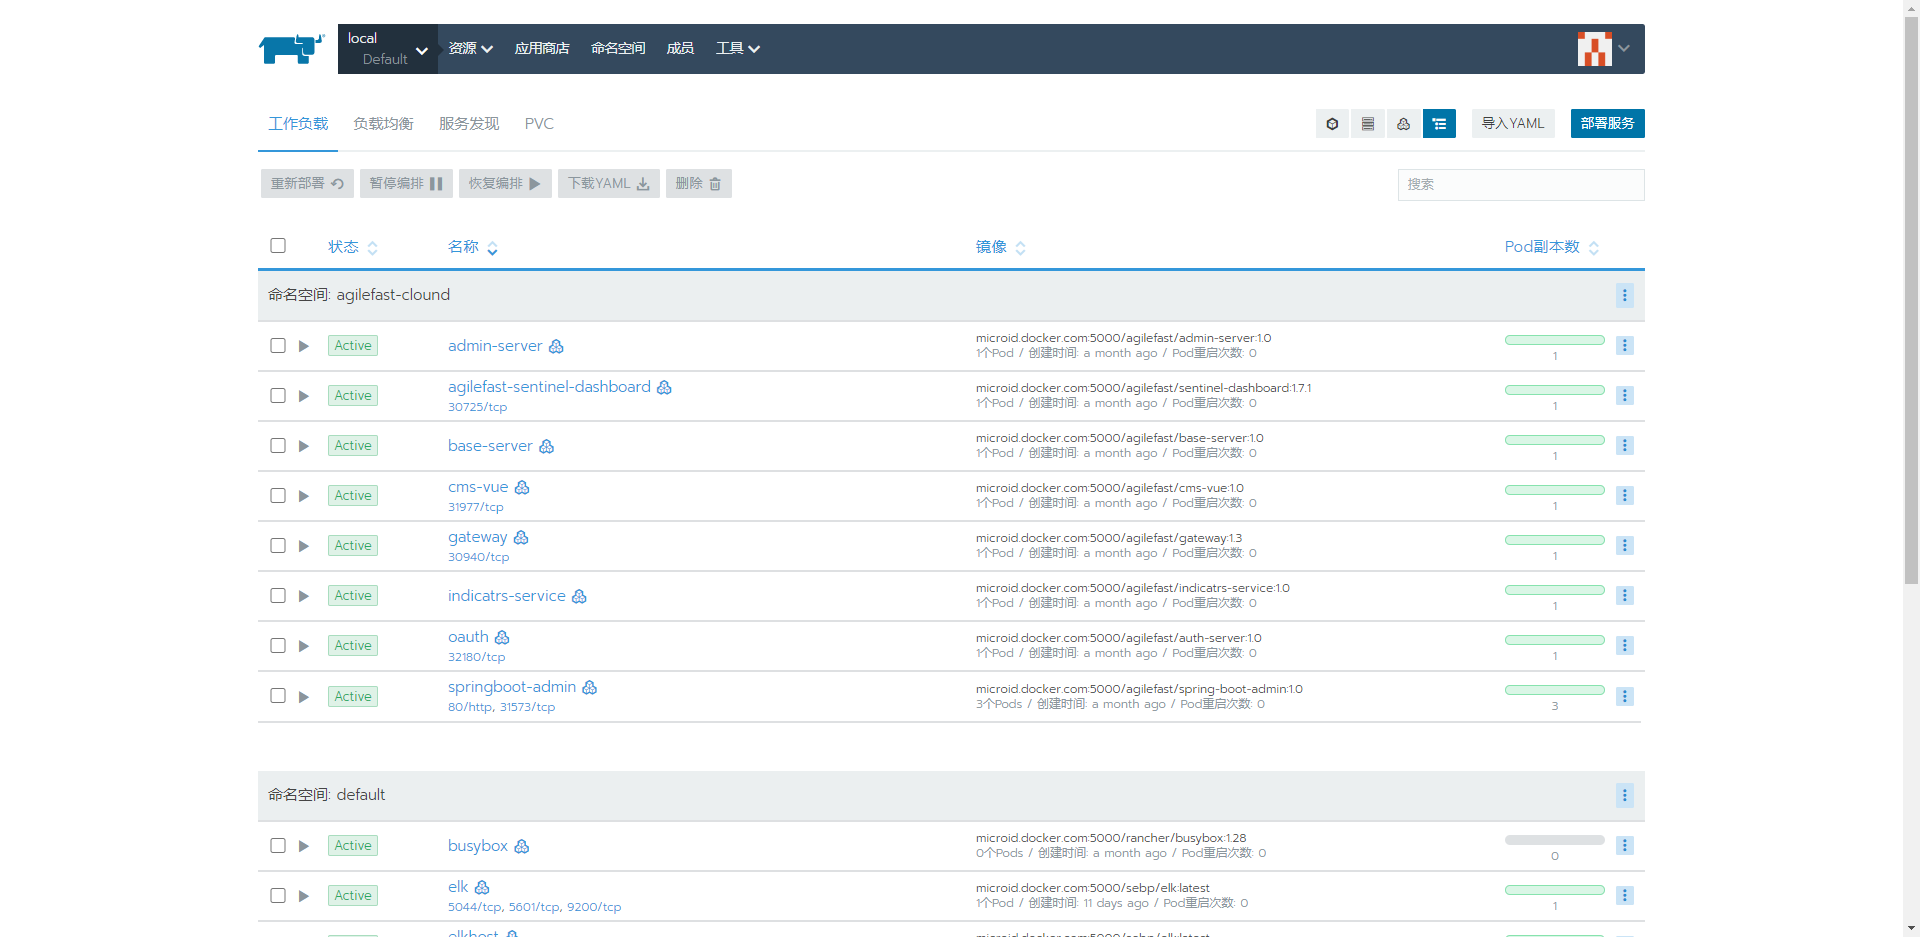 local
Default
资源 应用商店 命名空间 成员 工具
工作负载 负载均衡 服务发现 PVC
导入YAML 部署服务
重新部署 暂停编排 恢复编排 下载YAML 删除
搜索
状态 名称 镜像 Pod副本数
命名空间: agilefast-clound
Active admin-server microid.docker.com:5000/agilefast/admin-server:1.0
1个Pod / 创建时间: a month ago / Pod重启次数: 0
1
Active agilefast-sentinel-dashboard microid.docker.com:5000/agilefast/sentinel-dashboard:1.7.1
30725/tcp 1个Pod / 创建时间: a month ago / Pod重启次数: 0
1
Active base-server microid.docker.com:5000/agilefast/base-server:1.0
1个Pod / 创建时间: a month ago / Pod重启次数: 0
1
Active cms-vue microid.docker.com:5000/agilefast/cms-vue:1.0
31977/tcp 1个Pod / 创建时间: a month ago / Pod重启次数: 0
1
Active gateway microid.docker.com:5000/agilefast/gateway:1.3
30940/tcp 1个Pod / 创建时间: a month ago / Pod重启次数: 0
1
Active indicatrs-service microid.docker.com:5000/agilefast/indicatrs-service:1.0
1个Pod / 创建时间: a month ago / Pod重启次数: 0
1
Active oauth microid.docker.com:5000/agilefast/auth-server:1.0
32180/tcp 1个Pod / 创建时间: a month ago / Pod重启次数: 0
1
Active springboot-admin microid.docker.com:5000/agilefast/spring-boot-admin:1.0
80/http, 31573/tcp 3个Pods / 创建时间: a month ago / Pod重启次数: 0
3
命名空间: default
Active busybox microid.docker.com:5000/rancher/busybox:1.28
0个Pods / 创建时间: a month ago / Pod重启次数: 0
0
Active elk microid.docker.com:5000/sebp/elk:latest
5044/tcp, 5601/tcp, 9200/tcp 1个Pod / 创建时间: 11 days ago / Pod重启次数: 0
1
elkhost microid.docker.com:5000/sebp/elk:latest